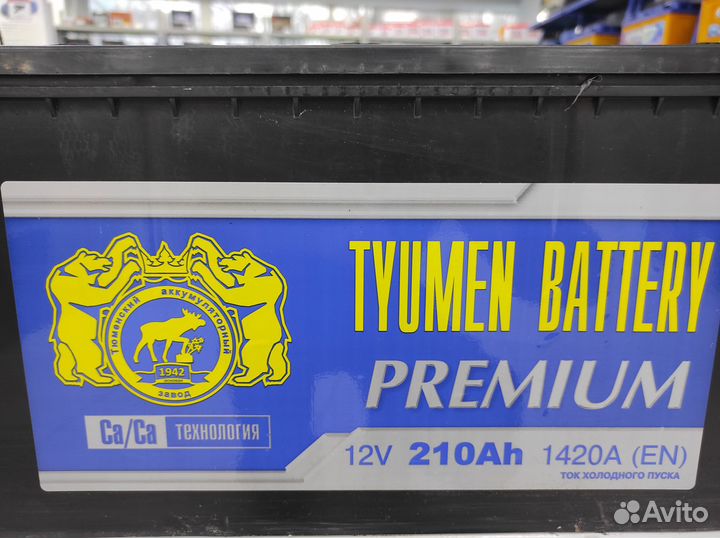 TYUMEN BATTERY
PREMIUM
12V 210Ah 1420A (EN)
ТОК ХОЛОДНОГО ПУСКА
Тюменский аккумуляторный
1942
завод
Ca/Ca технология
Avito